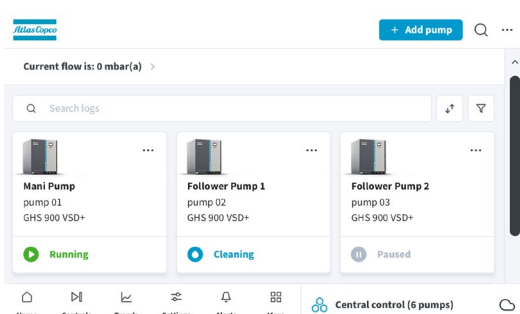 Atlas Copco
+ Add pump
Current flow is: 0 mbar(a) >
Search logs
Mani Pump
pump 01
GHS 900 VSD+
Running
Follower Pump 1
pump 02
GHS 900 VSD+
Cleaning
Follower Pump 2
pump 03
GHS 900 VSD+
Paused
Central control (6 pumps)